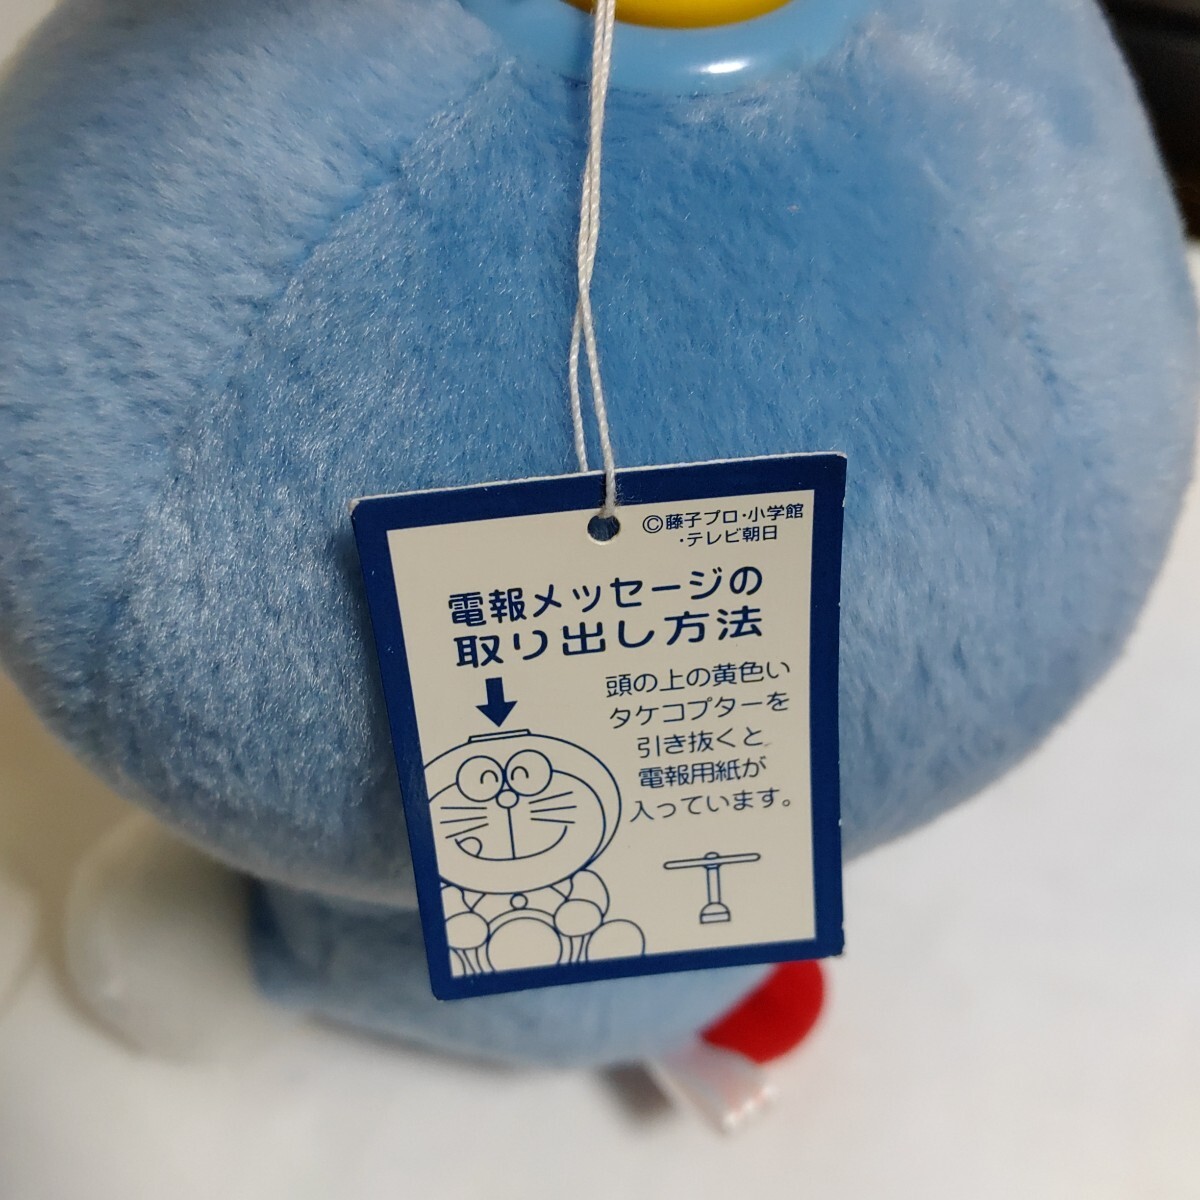 ©藤子プロ・小学館
・テレビ朝日
電報メッセージの
取り出し方法
頭の上の黄色い
タケコプターを
引き抜くと
電報用紙が
入っています。